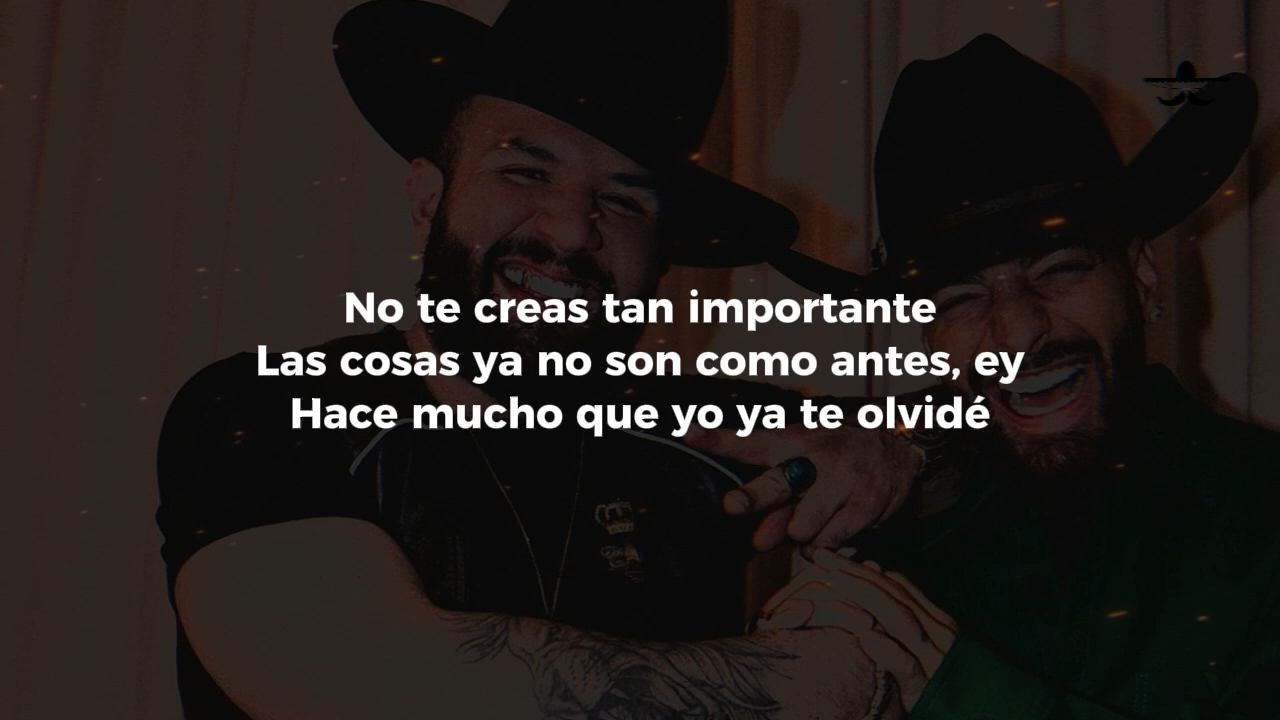 No te creas tan importante
Las cosas ya no son como antes, ey
Hace mucho que yo ya te olvidé